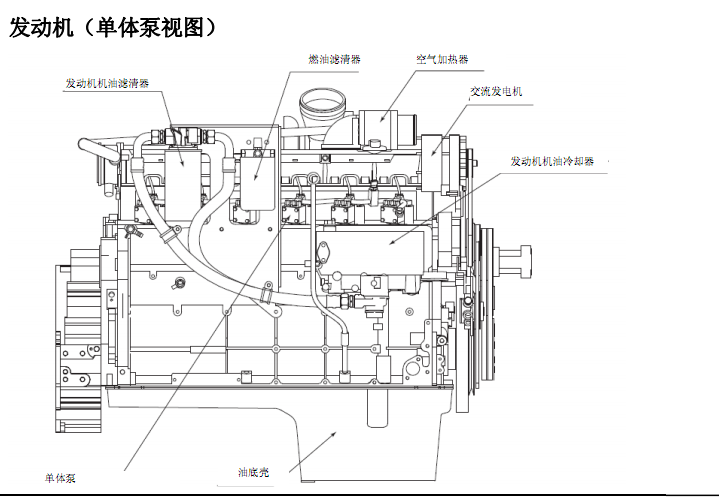 发动机（单体泵视图）
燃油滤清器
空气加热器
发动机机油滤清器
交流发电机
发动机机油冷却器
单体泵
油底壳